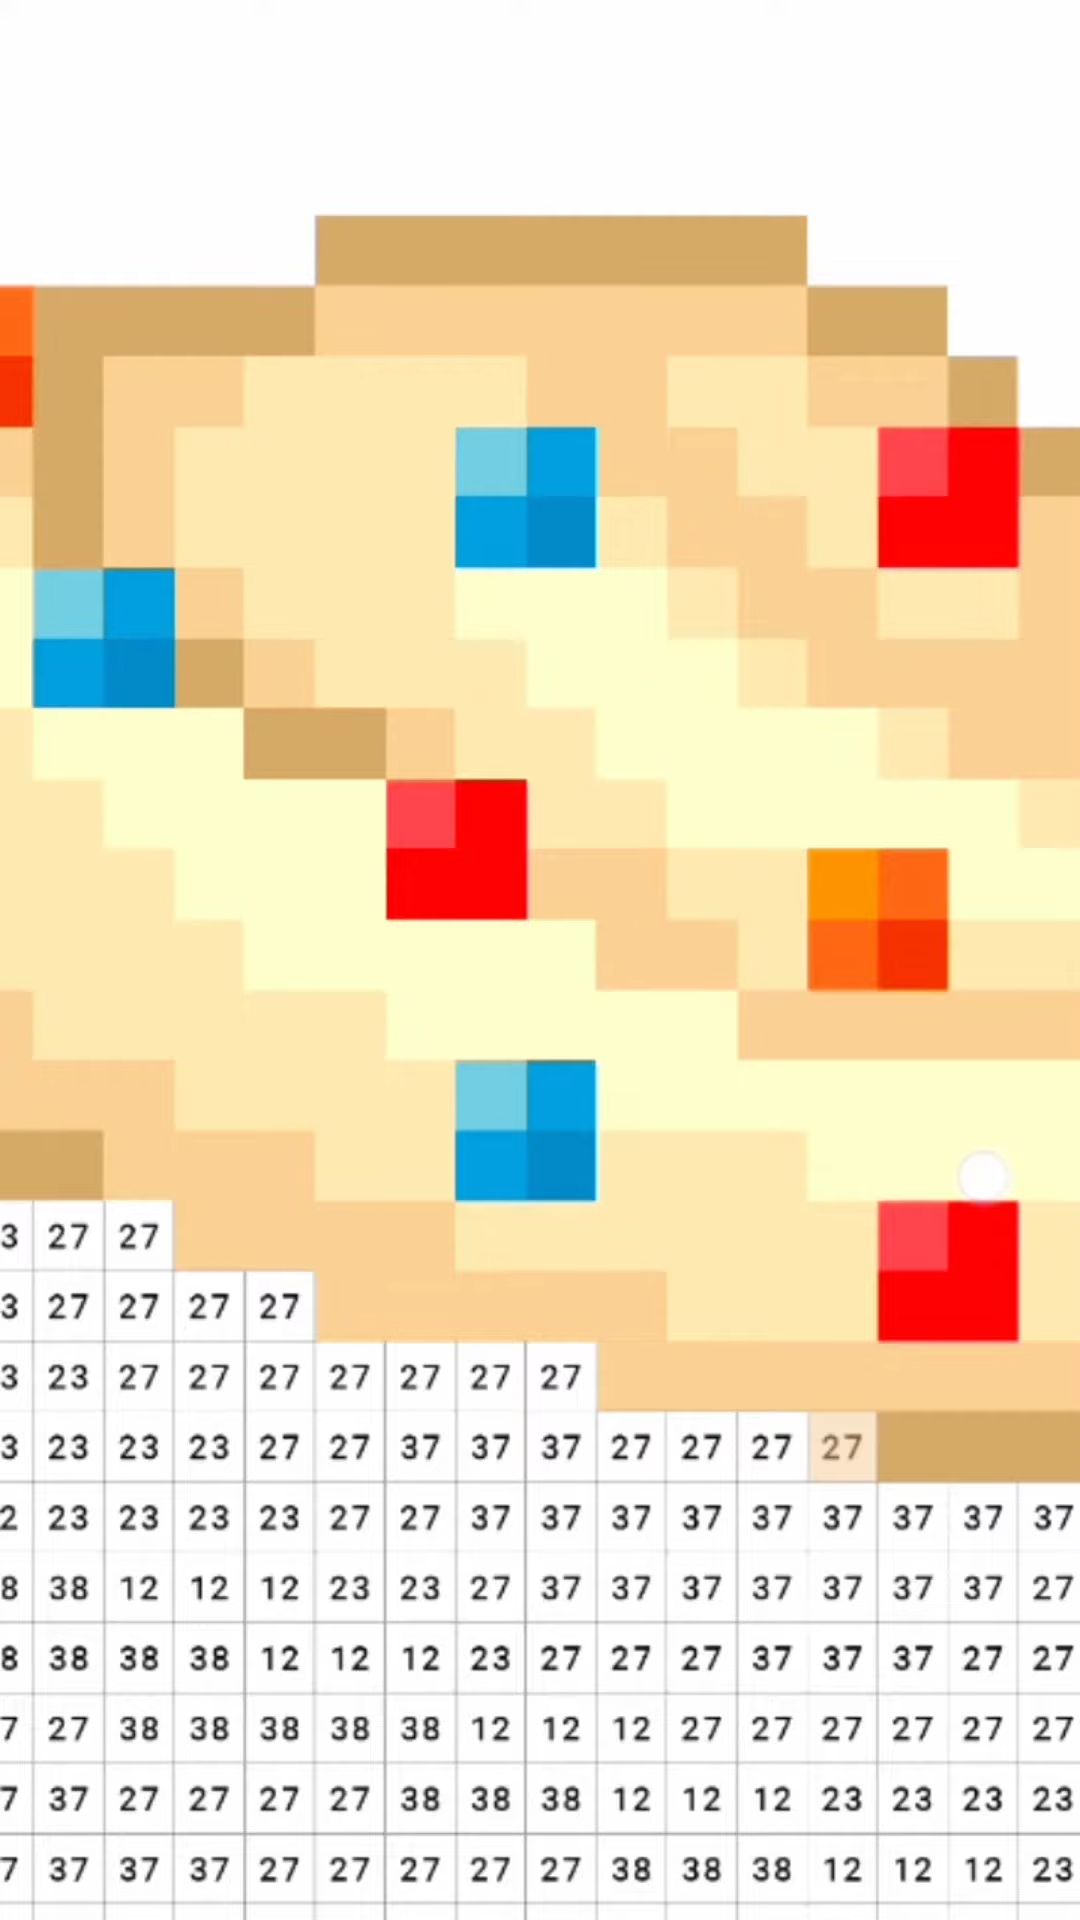 3 27 27
3 27 27 27 27
3 23 27 27 27 27 27 27 27
3 23 23 23 27 27 37 37 37 27 27 27 27
2 23 23 23 23 27 27 37 37 37 37 37 37 37 37 37
8 38 12 12 12 23 23 27 37 37 37 37 37 37 37 27
8 38 38 38 12 12 12 23 27 27 27 37 37 37 27 27
7 27 38 38 38 38 38 12 12 12 27 27 27 27 27 27
7 37 27 27 27 27 38 38 38 12 12 12 23 23 23 23
7 37 37 37 27 27 27 27 27 38 38 38 12 12 12 23